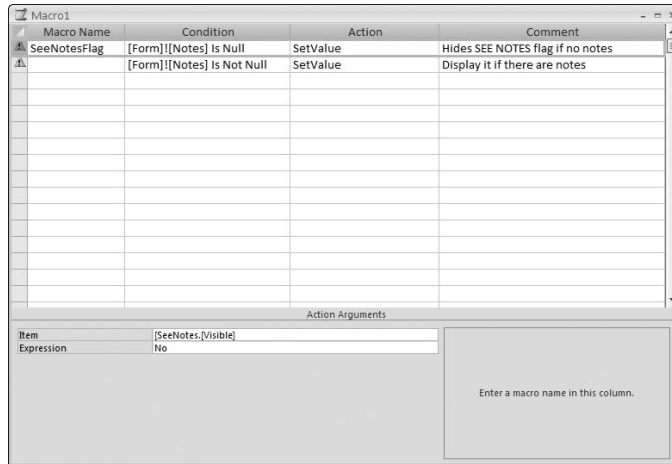 Macro1
Macro Name Condition Action Comment
SeeNotesFlag [Form]![Notes] Is Null SetValue Hides SEE NOTES flag if no notes
[Form]![Notes] Is Not Null SetValue Display it if there are notes
Action Arguments
Item [SeeNotes.[Visible]
Expression No
Enter a macro name in this column.